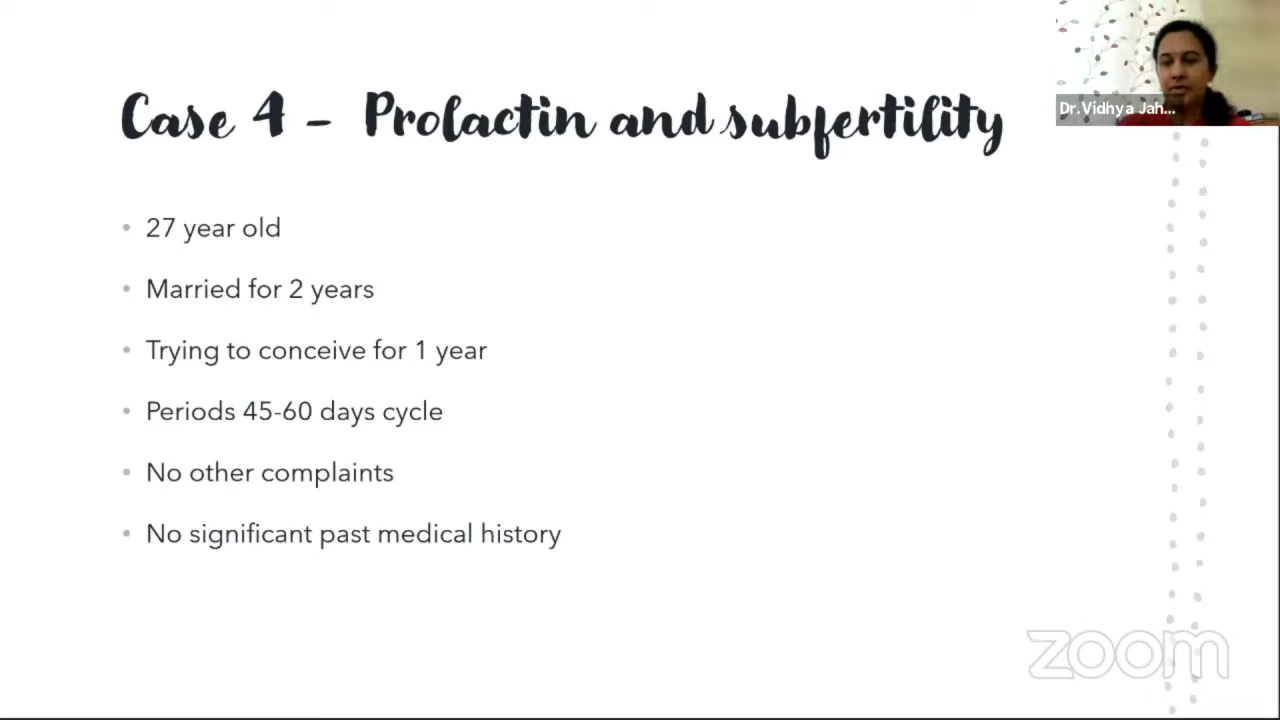 Case 4 - Prolactin and subfertility
Dr.Vidhya Jah...
• 27 year old
• Married for 2 years
• Trying to conceive for 1 year
• Periods 45-60 days cycle
• No other complaints
• No significant past medical history
zoom